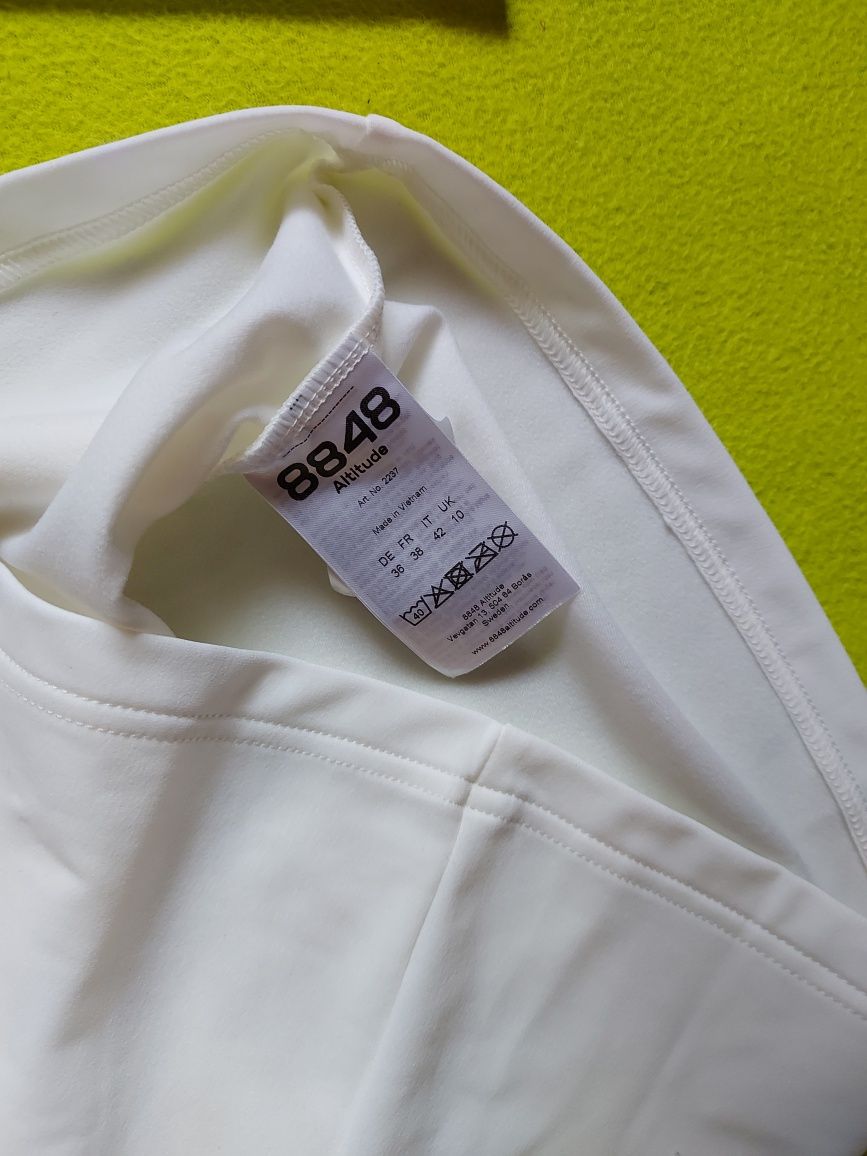 8848
Altitude
Art. No. 2237
Made in Vietnam
DE FR IT UK
36 38 42 10
40
8848 Altitude
Vevgatan 13, 504 64 Borås
Sweden
www.8848altitude.com